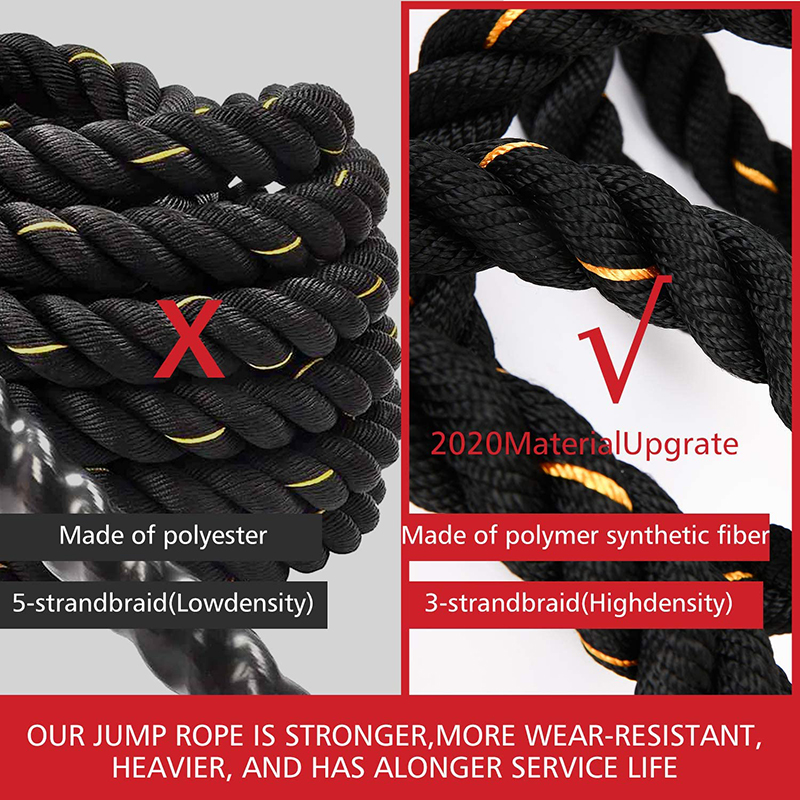 X
√
2020MaterialUpgrate
Made of polyester
Made of polymer synthetic fiber
5-strandbraid(Lowdensity)
3-strandbraid(Highdensity)
OUR JUMP ROPE IS STRONGER,MORE WEAR-RESISTANT,
HEAVIER, AND HAS ALONGER SERVICE LIFE